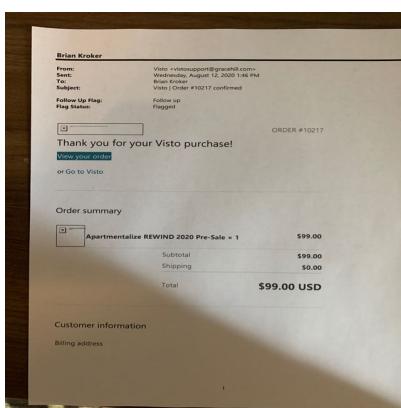 Brian Kroker
From: Visto <vistosupport@gracehill.com>
Sent: Wednesday, August 12, 2020 1:46 PM
To: Brian Kroker
Subject: Visto | Order #10217 confirmed
Follow Up Flag: Follow up
Flag Status: Flagged
ORDER #10217
Thank you for your Visto purchase!
View your order
or Go to Visto
Order summary
Apartmentalize REWIND 2020 Pre-Sale × 1 $99.00
Subtotal $99.00
Shipping $0.00
Total $99.00 USD
Customer information
Billing address
1